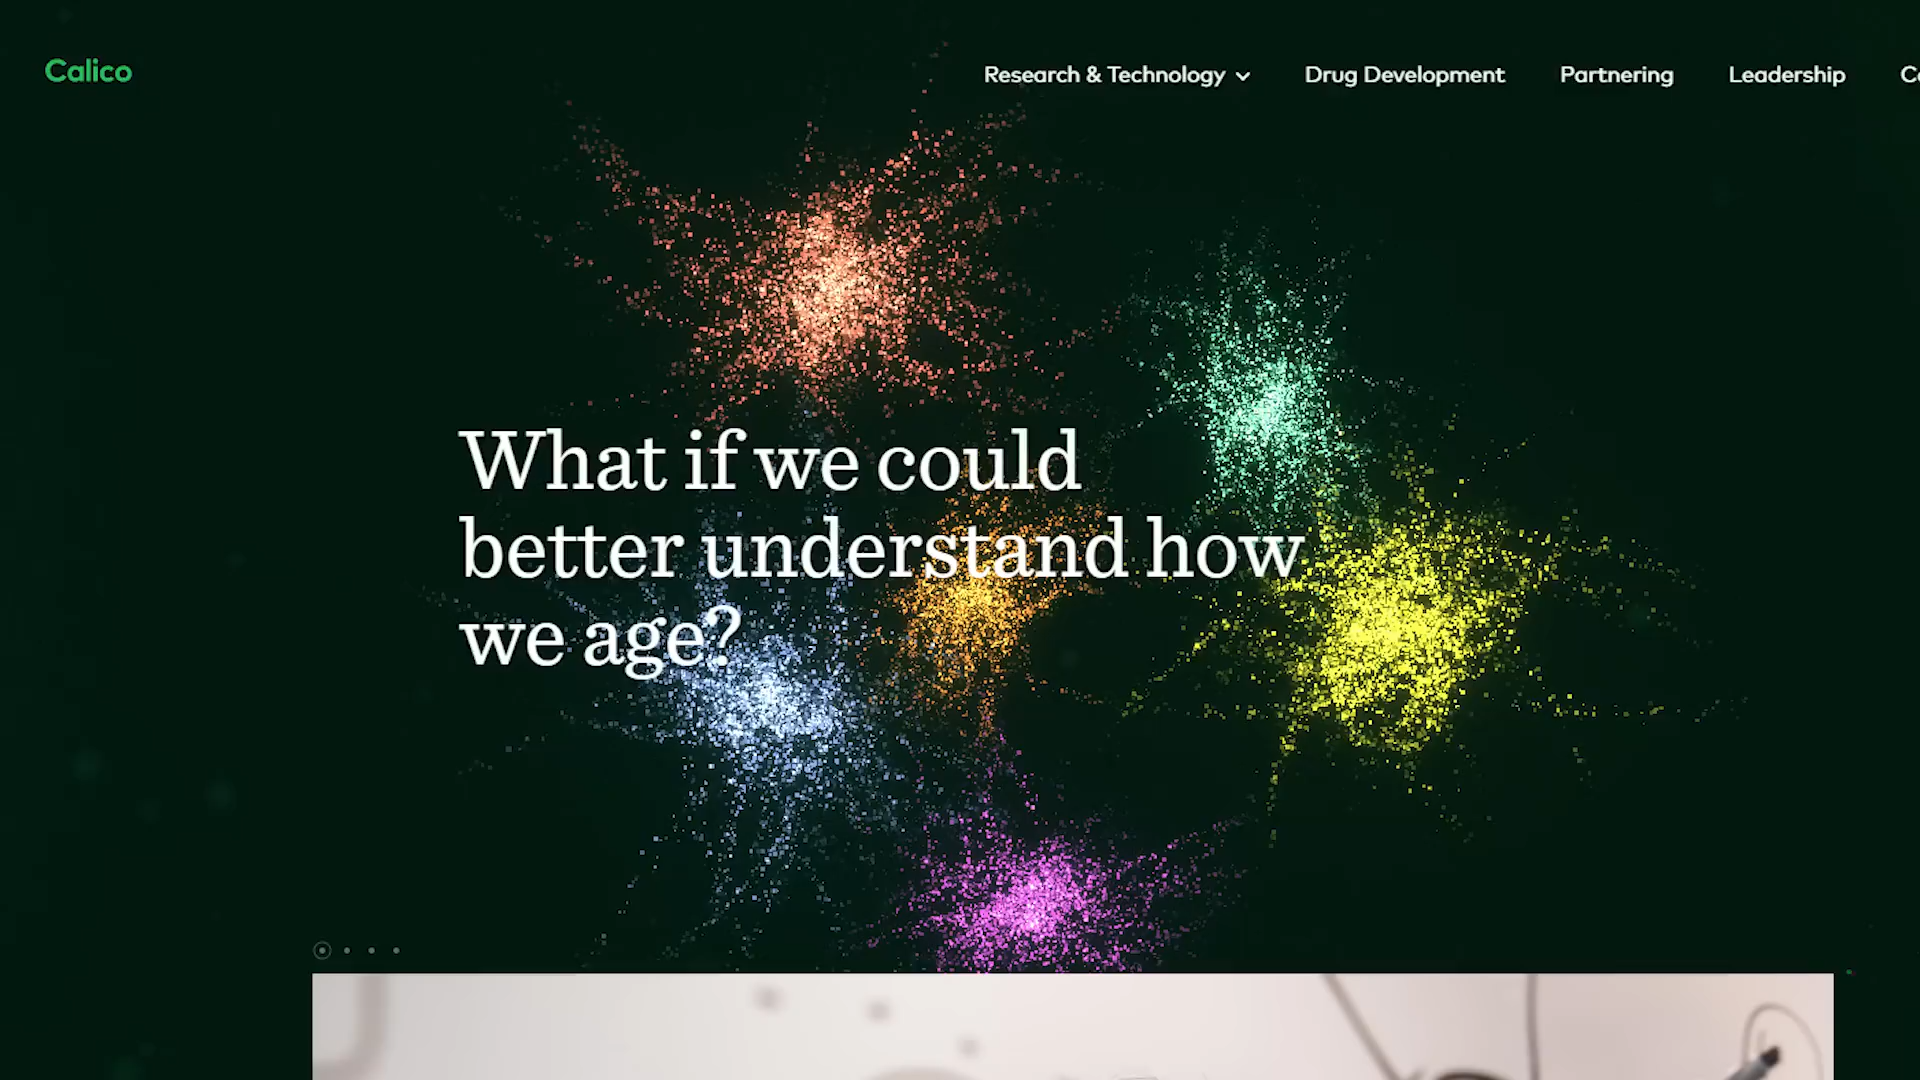 Calico
Research & Technology
Drug Development
Partnering
Leadership
What if we could
better understand how
we age?